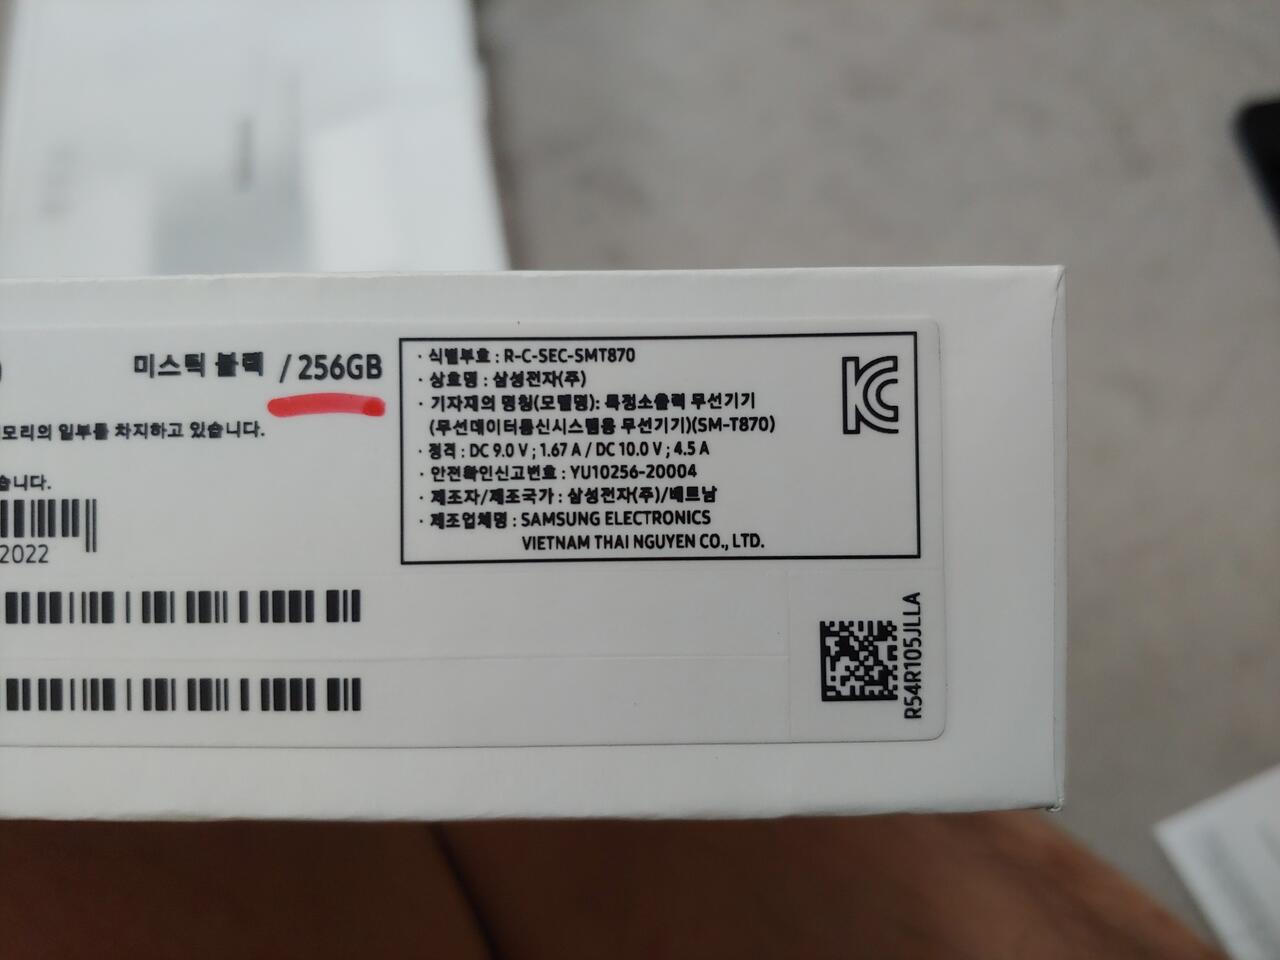 미스틱 블랙 / 256GB
모리의 일부를 차지하고 있습니다.
습니다.
2022
· 식별부호 : R-C-SEC-SMT870
· 상호명 : 삼성전자(주)
· 기자재의 명칭(모델명): 특정소출력 무선기기
(무선데이터통신시스템용 무선기기)(SM-T870)
· 정격 : DC 9.0 V ; 1.67 A / DC 10.0 V ; 4.5 A
· 안전확인신고번호 : YU10256-20004
· 제조자/제조국가 : 삼성전자(주)/베트남
· 제조업체명 : SAMSUNG ELECTRONICS
VIETNAM THAI NGUYEN CO., LTD.
R54R105JLLA